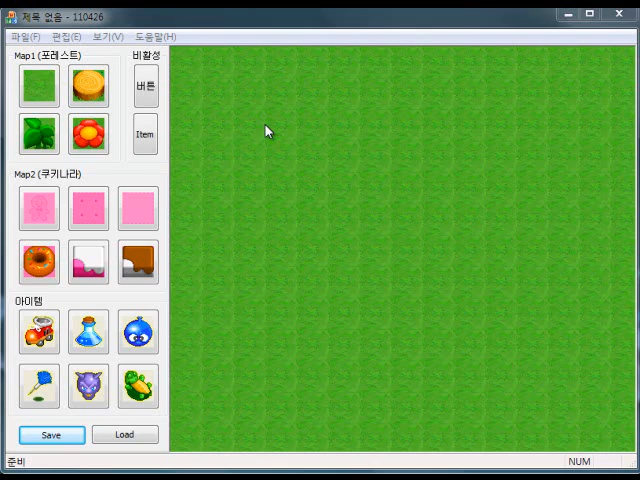 제목 없음 - 110426
파일(F) 편집(E) 보기(V) 도움말(H)
Map1 (포레스트) 비활성
버튼
Item
Map2 (쿠키나라)
아이템
Save Load
준비 NUM